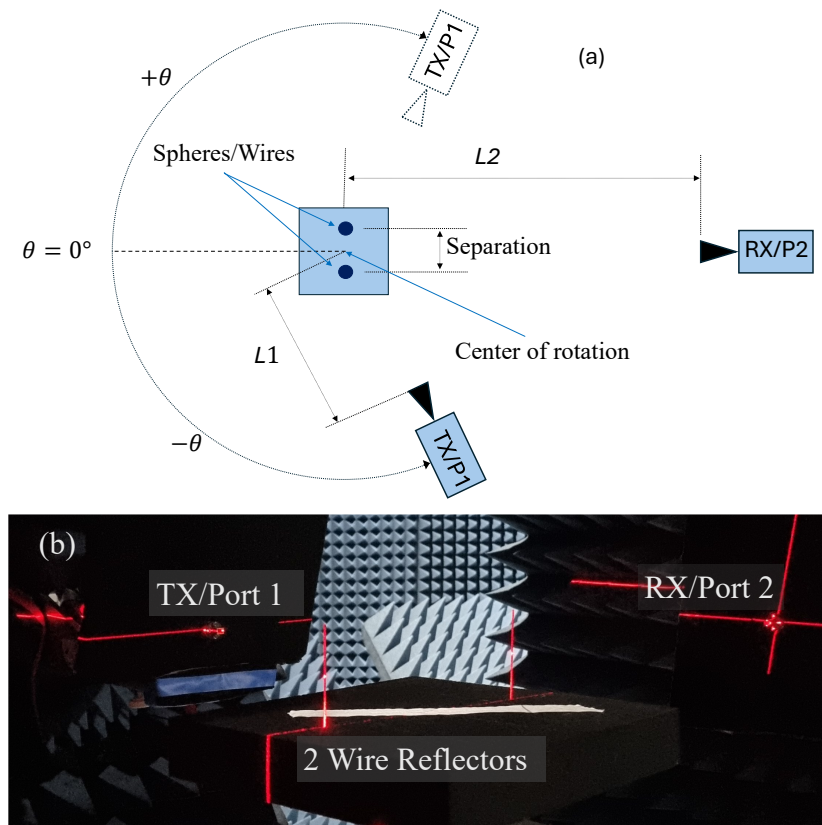 TX/P1
(a)
+θ
Spheres/Wires
L2
θ = 0°
Separation
RX/P2
L1
Center of rotation
−θ
TX/P1
(b)
TX/Port 1
RX/Port 2
2 Wire Reflectors